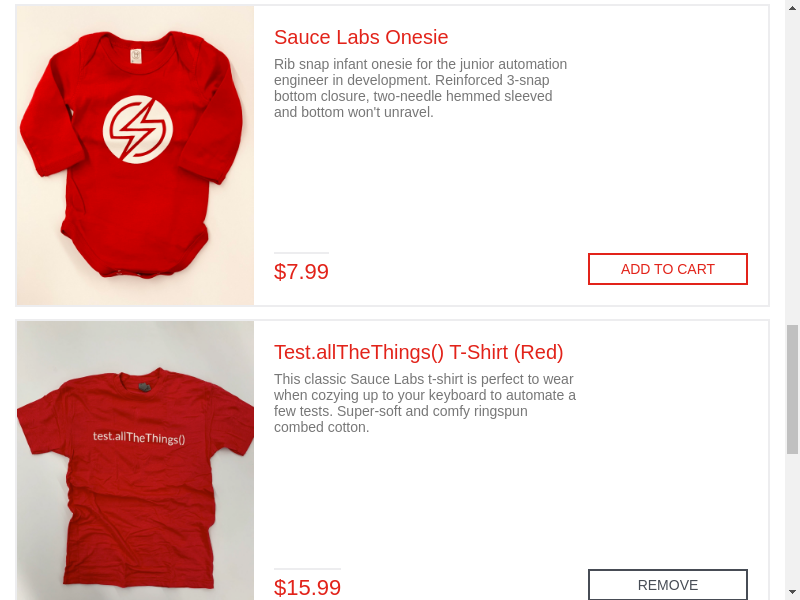 Sauce Labs Onesie
Rib snap infant onesie for the junior automation
engineer in development. Reinforced 3-snap
bottom closure, two-needle hemmed sleeved
and bottom won't unravel.
$7.99
ADD TO CART
Test.allTheThings() T-Shirt (Red)
This classic Sauce Labs t-shirt is perfect to wear
when cozying up to your keyboard to automate a
few tests. Super-soft and comfy ringspun
combed cotton.
test.allTheThings()
$15.99
REMOVE